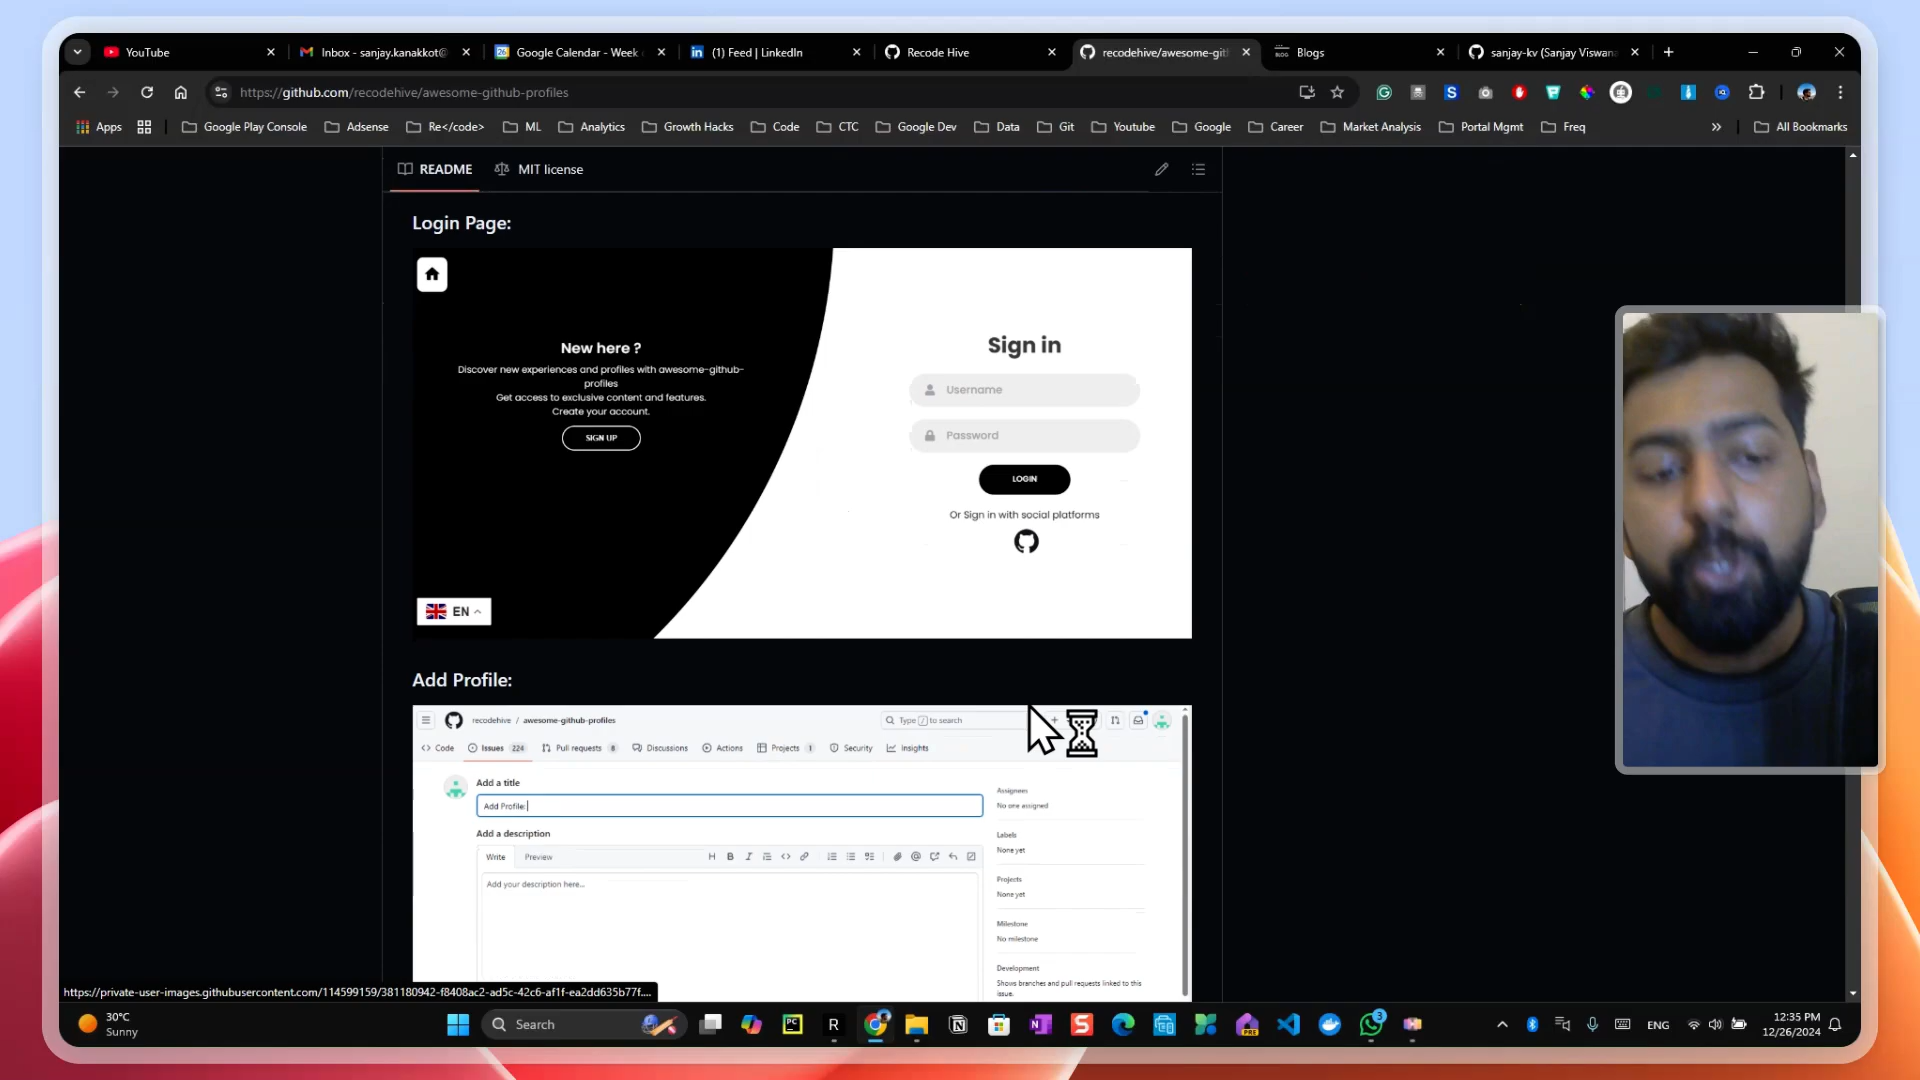 YouTube
Inbox - sanjay.kanakkot@
Google Calendar - Week
(1) Feed | LinkedIn
Recode Hive
recodehive/awesome-git
Blogs
sanjay-kv (Sanjay Viswan
https://github.com/recodehive/awesome-github-profiles
Apps
Google Play Console
Adsense
Re</code>
ML
Analytics
Growth Hacks
Code
CTC
Google Dev
Data
Git
Youtube
Google
Career
Market Analysis
Portal Mgmt
Freq
All Bookmarks
README
MIT license
Login Page:
New here ?
Discover new experiences and profiles with awesome-github-
profiles
Get access to exclusive content and features.
Create your account.
SIGN UP
Sign in
Username
Password
LOGIN
Or Sign in with social platforms
EN
Add Profile:
recodehive / awesome-github-profiles
Type / to search
Code
Issues 224
Pull requests 8
Discussions
Actions
Projects 1
Security
Insights
Add a title
Add Profile:
Add a description
Write
Preview
Add your description here...
Assignees
No one assigned
Labels
None yet
Projects
None yet
Milestone
No milestone
Development
Shows branches and pull requests linked to this
issue.
https://private-user-images.githubusercontent.com/114599159/381180942-f8408ac2-ad5c-42c6-af1f-ea2dd635b77f....
30°C
Sunny
Search
ENG
12:35 PM
12/26/2024